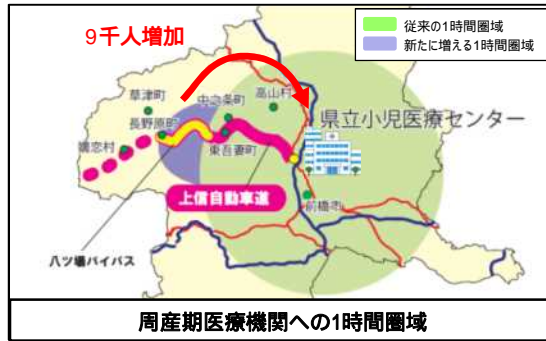 9千人増加
従来の1時間圏域
新たに増える1時間圏域
草津町
中之条町
高山村
長野原町
県立小児医療センター
嬬恋村
東吾妻町
上信自動車道
前橋市
八ツ場バイパス
周産期医療機関への1時間圏域